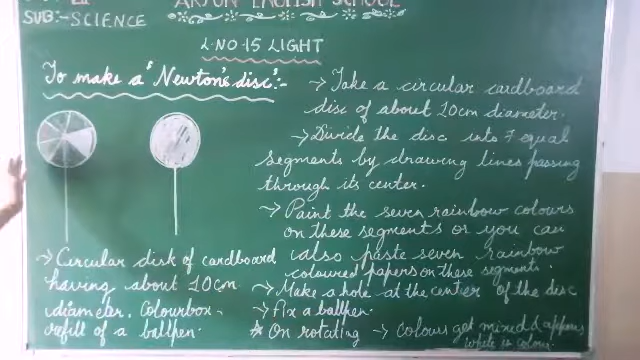 SUB:- SCIENCE
ARJUN ENGLISH SCHOOL
L.NO.15 LIGHT
To make a "Newton's disc":-
→ Circular disk of cardboard
having about 10cm
diameter. Colourbox,
refill of a ballpen.
→ Take a circular cardboard
disc of about 10cm diameter.
→ Divide the disc into 7 equal
segments by drawing lines passing
through its center.
→ Paint the seven rainbow colours
on these segments or you can
also paste seven rainbow
coloured papers on these segments.
→ Make a hole at the center of the disc
→ Fix a ballpen.
* On rotating → colours get mixed & appears
white in colour.